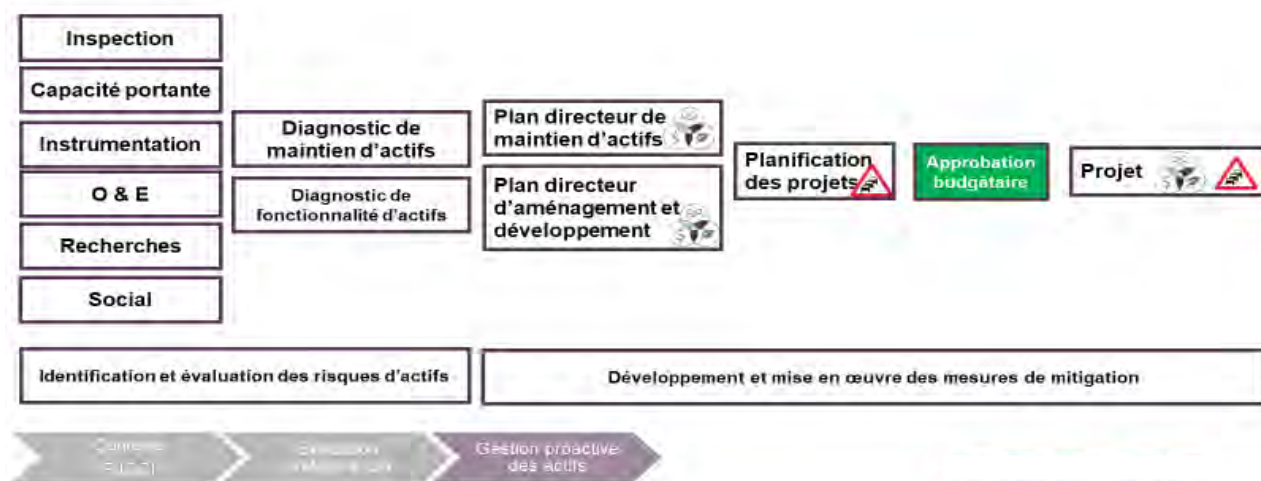 Inspection
Capacité portante
Instrumentation
O & E
Recherches
Social
Diagnostic de
maintien d'actifs
Diagnostic de
fonctionnalité d'actifs
Plan directeur de
maintien d'actifs
Plan directeur
d'aménagement et
développement
Planification
des projets
Approbation
budgătaire
Projet
Identification et évaluation des risques d'actifs
Développement et mise en œuvre des mesures de mitigation
Gestion proactive
des actifs